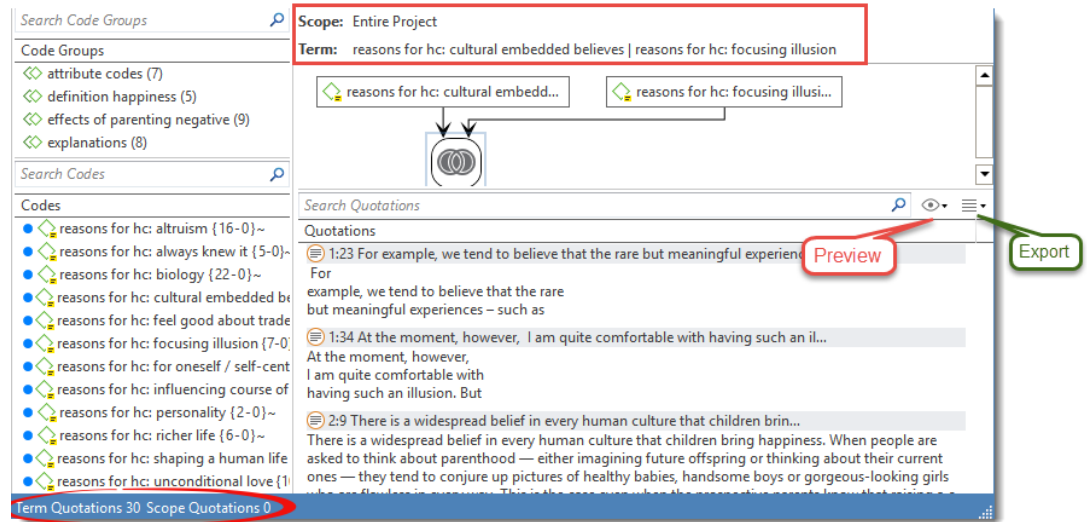 Search Code Groups
Code Groups
attribute codes (7)
definition happiness (5)
effects of parenting negative (9)
explanations (8)
Search Codes
Codes
reasons for hc: altruism {16-0}~
reasons for hc: always knew it {5-0}~
reasons for hc: biology {22-0}~
reasons for hc: cultural embedded be
reasons for hc: feel good about trade
reasons for hc: focusing illusion {7-0}
reasons for hc: for oneself / self-cent
reasons for hc: influencing course of
reasons for hc: personality {2-0}~
reasons for hc: richer life {6-0}~
reasons for hc: shaping a human life
reasons for hc: unconditional love {1
Term Quotations 30 Scope Quotations 0
Scope: Entire Project
Term: reasons for hc: cultural embedded believes | reasons for hc: focusing illusion
reasons for hc: cultural embedd...
reasons for hc: focusing illusi...
Search Quotations
Quotations
Preview
Export
1:23 For example, we tend to believe that the rare but meaningful experienc
For
example, we tend to believe that the rare
but meaningful experiences – such as
1:34 At the moment, however, I am quite comfortable with having such an il...
At the moment, however,
I am quite comfortable with
having such an illusion. But
2:9 There is a widespread belief in every human culture that children brin...
There is a widespread belief in every human culture that children bring happiness. When people are
asked to think about parenthood — either imagining future offspring or thinking about their current
ones — they tend to conjure up pictures of healthy babies, handsome boys or gorgeous-looking girls